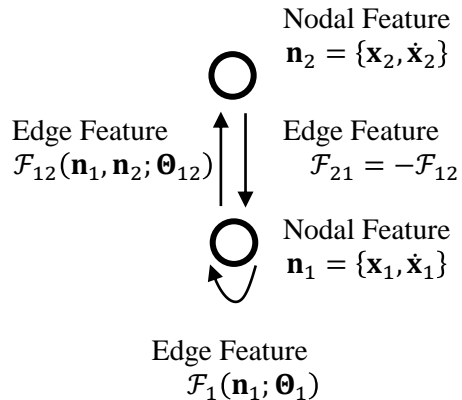 Nodal Feature
𝐧₂ = {𝐱₂, 𝐱̇₂}
Edge Feature
ℱ₁₂(𝐧₁, 𝐧₂; 𝚯₁₂)
Edge Feature
ℱ₂₁ = −ℱ₁₂
Nodal Feature
𝐧₁ = {𝐱₁, 𝐱̇₁}
Edge Feature
ℱ₁(𝐧₁; 𝚯₁)